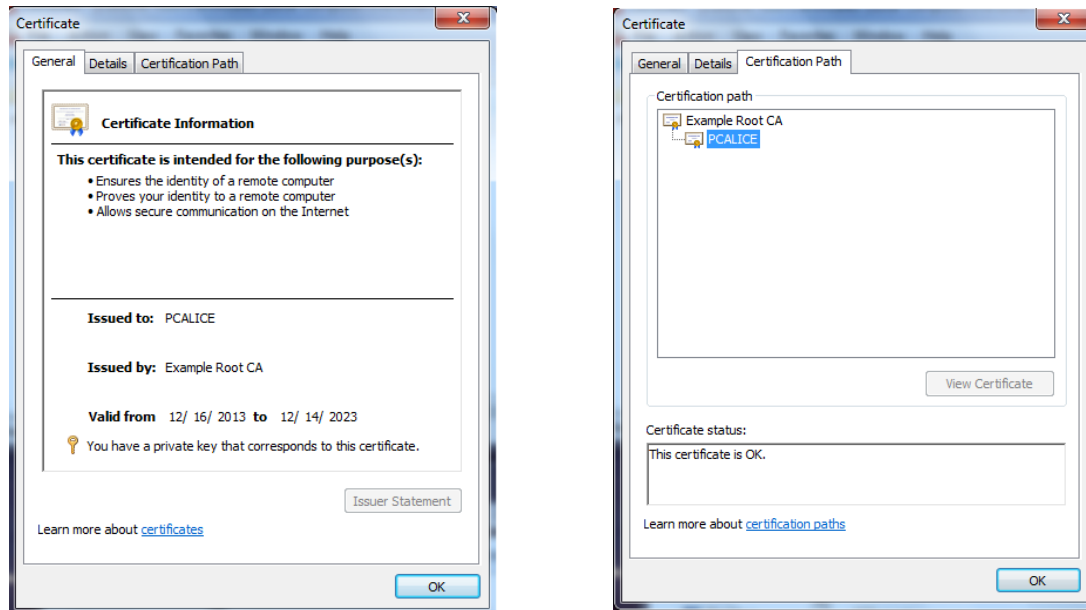 Certificate
General Details Certification Path
Certificate Information
This certificate is intended for the following purpose(s):
• Ensures the identity of a remote computer
• Proves your identity to a remote computer
• Allows secure communication on the Internet
Issued to: PCALICE
Issued by: Example Root CA
Valid from 12/ 16/ 2013 to 12/ 14/ 2023
You have a private key that corresponds to this certificate.
Issuer Statement
Learn more about certificates
OK
Certificate
General Details Certification Path
Certification path
Example Root CA
PCALICE
View Certificate
Certificate status:
This certificate is OK.
Learn more about certification paths
OK